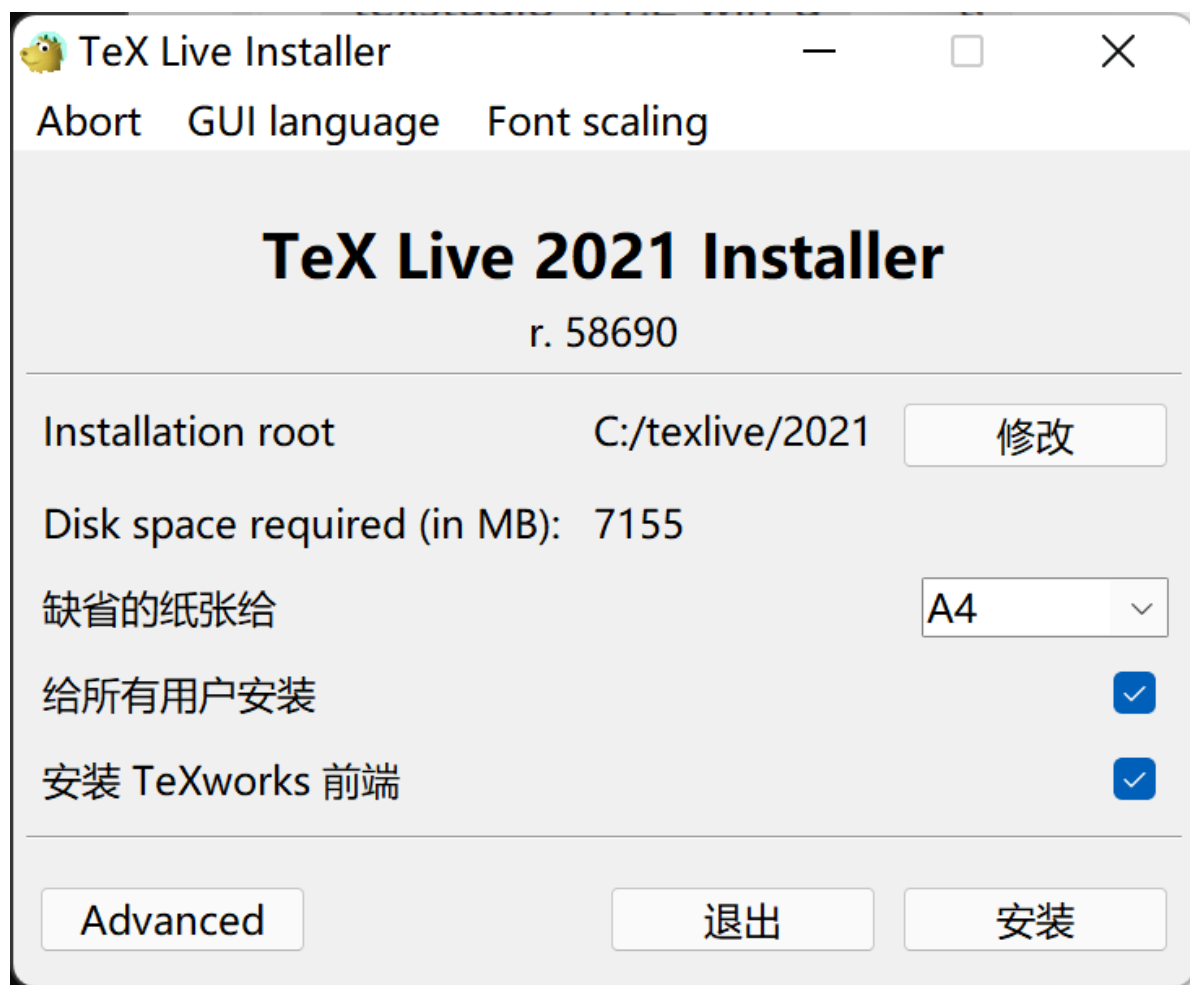 TeX Live Installer
Abort GUI language Font scaling
TeX Live 2021 Installer
r. 58690
Installation root C:/texlive/2021 修改
Disk space required (in MB): 7155
缺省的纸张给 A4
给所有用户安装
安装 TeXworks 前端
Advanced 退出 安装